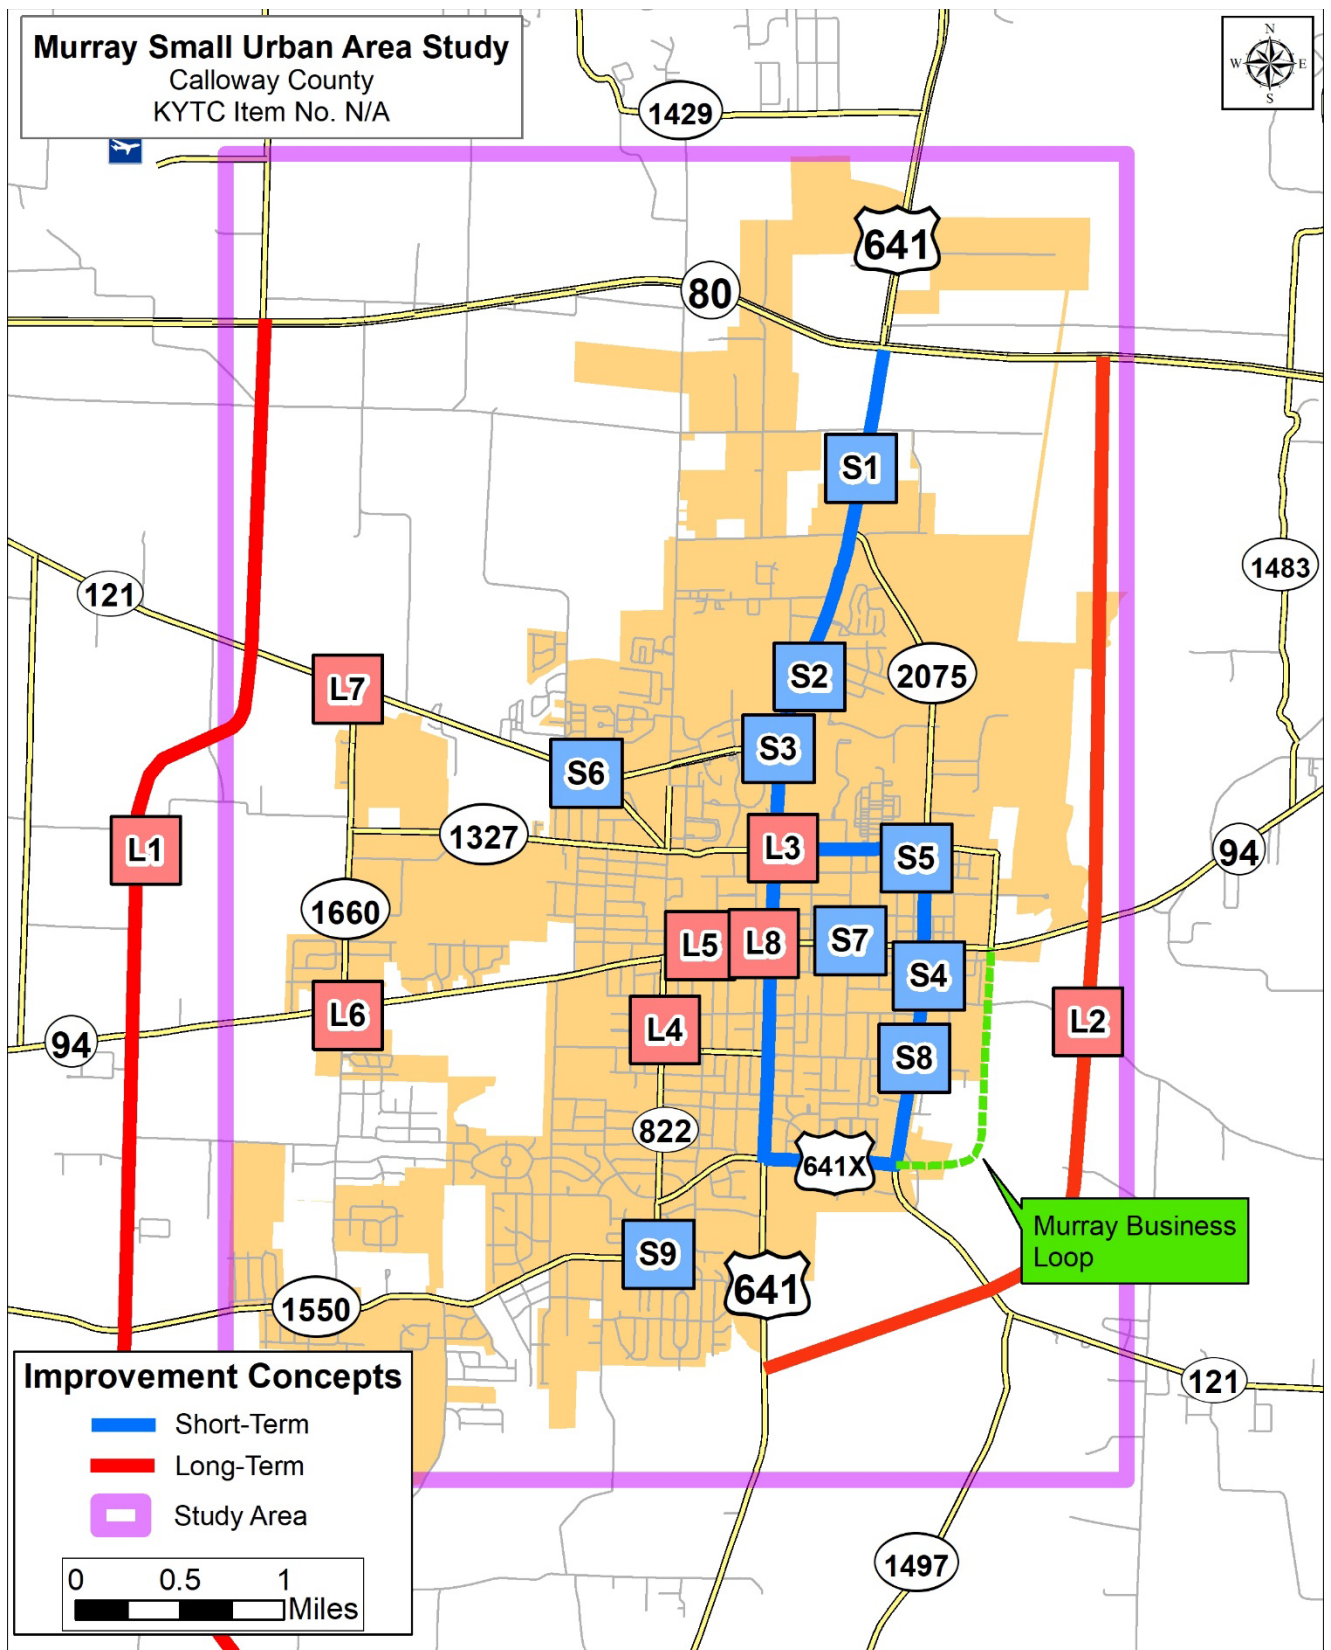 Murray Small Urban Area Study
Calloway County
KYTC Item No. N/A
N
W
E
S
1429
641
80
S1
1483
121
L7
S2
2075
S3
S6
L1
1327
L3
S5
94
1660
L5
L8
S7
S4
94
L6
L4
L2
S8
822
641X
Murray Business
Loop
S9
641
1550
121
1497
Improvement Concepts
Short-Term
Long-Term
Study Area
0 0.5 1
Miles